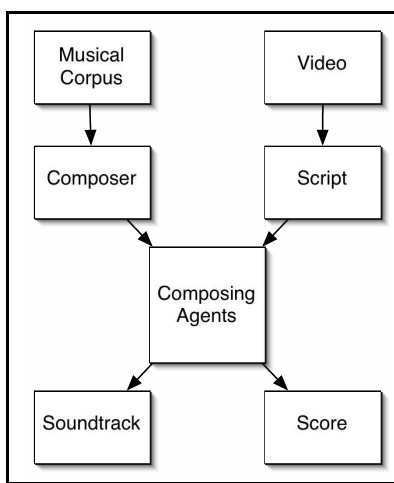 Musical
Corpus
Video
Composer
Script
Composing
Agents
Soundtrack
Score